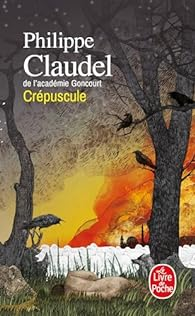 Philippe
Claudel
de l'académie Goncourt
Crépuscule
Le
Livre
de
Poche